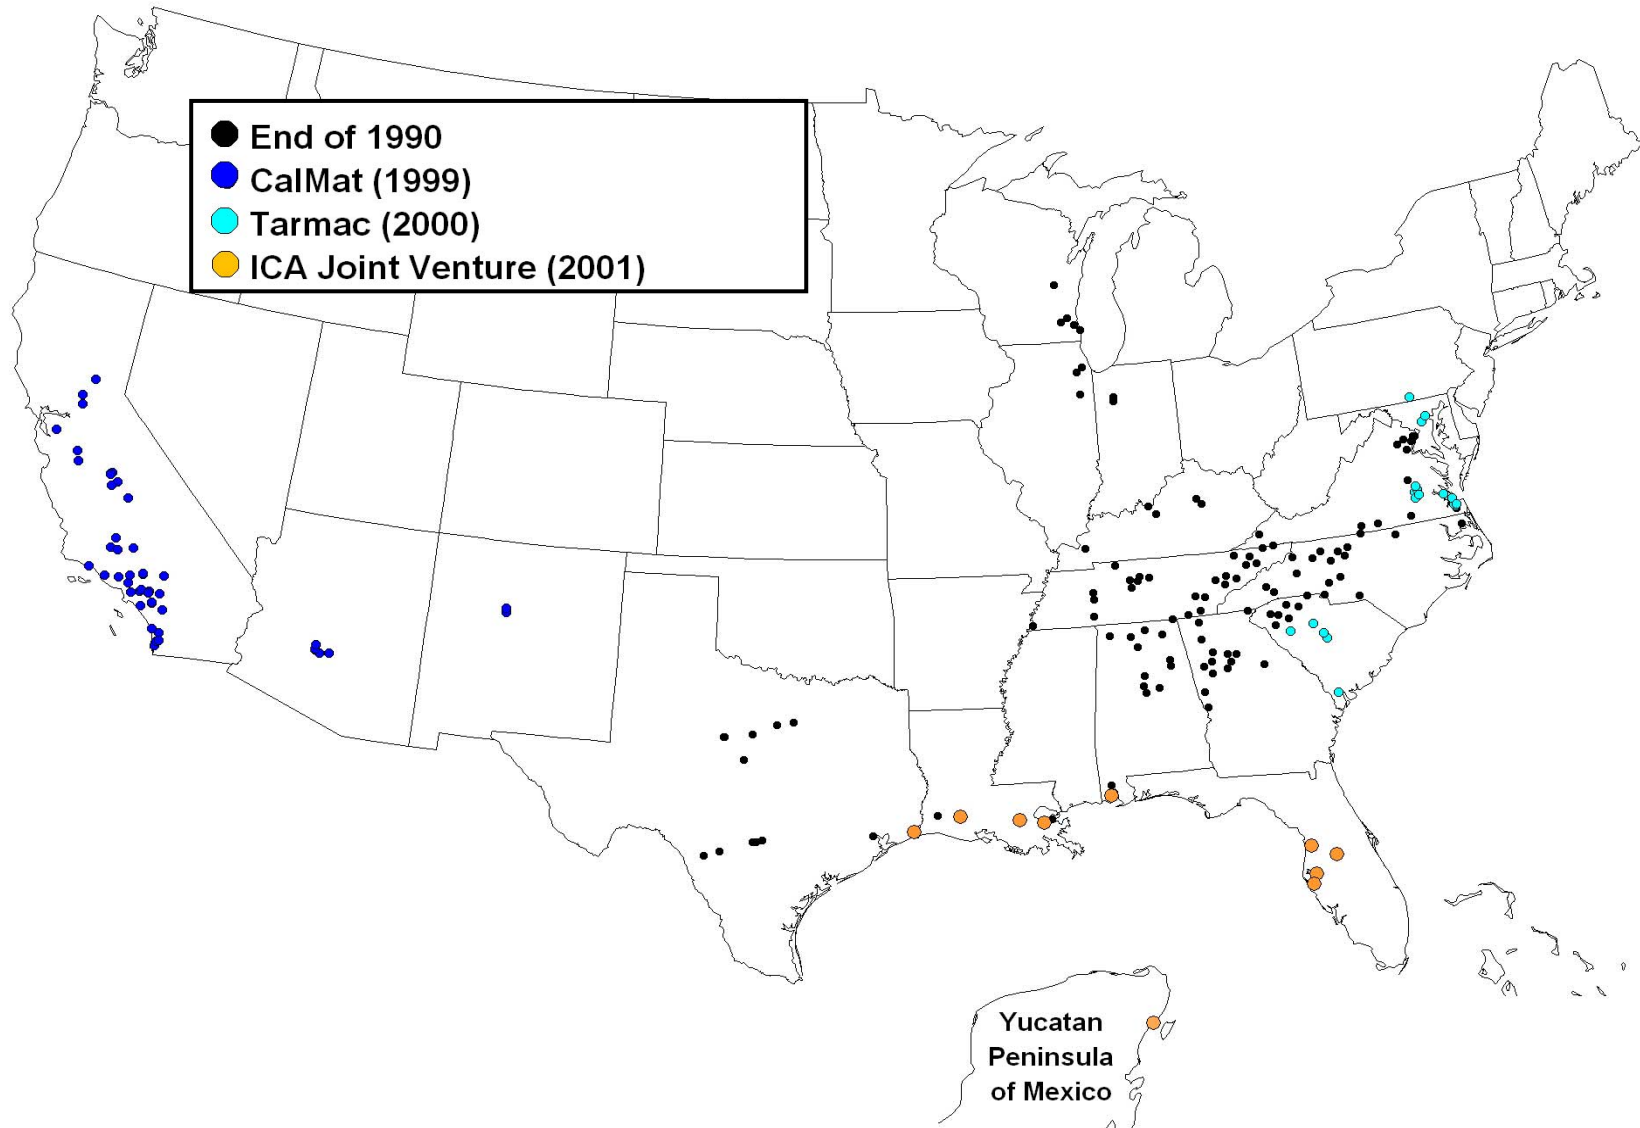 End of 1990
CalMat (1999)
Tarmac (2000)
ICA Joint Venture (2001)
Yucatan
Peninsula
of Mexico